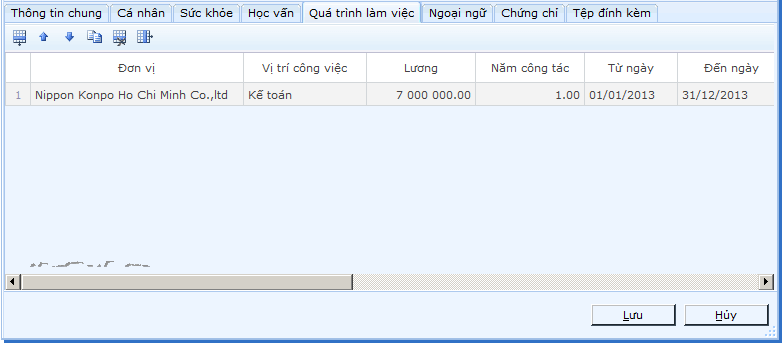 Thông tin chung Cá nhân Sức khỏe Học vấn Quá trình làm việc Ngoại ngữ Chứng chỉ Tệp đính kèm
Đơn vị Vị trí công việc Lương Năm công tác Từ ngày Đến ngày
1 Nippon Konpo Ho Chi Minh Co.,ltd Kế toán 7 000 000.00 1.00 01/01/2013 31/12/2013
Lưu Hủy